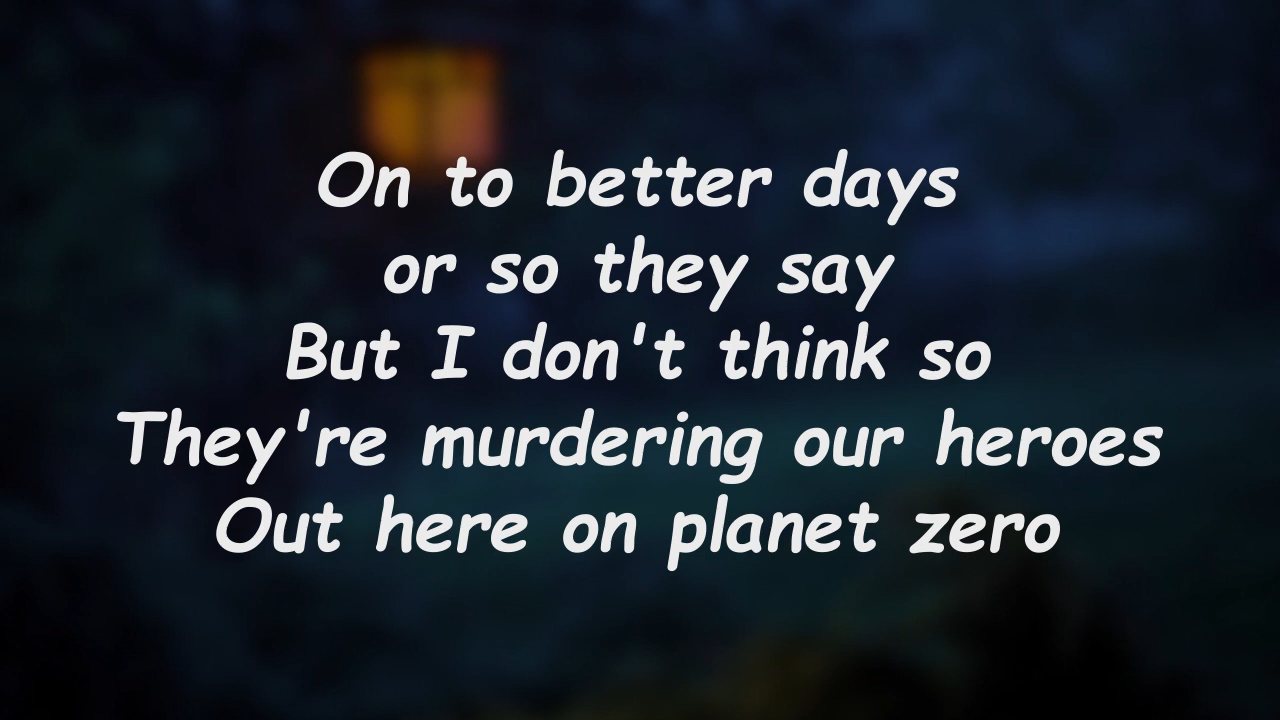 On to better days
or so they say
But I don't think so
They're murdering our heroes
Out here on planet zero